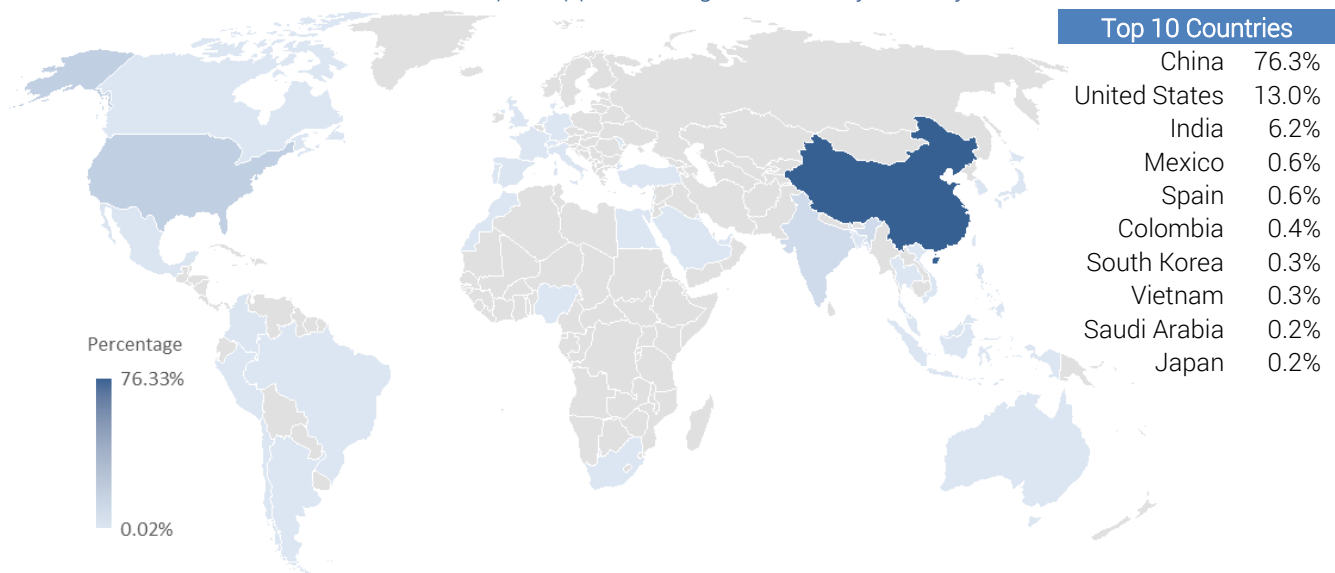 Top 10 Countries
China 76.3%
United States 13.0%
India 6.2%
Mexico 0.6%
Spain 0.6%
Colombia 0.4%
South Korea 0.3%
Vietnam 0.3%
Saudi Arabia 0.2%
Japan 0.2%
Percentage
76.33%
0.02%